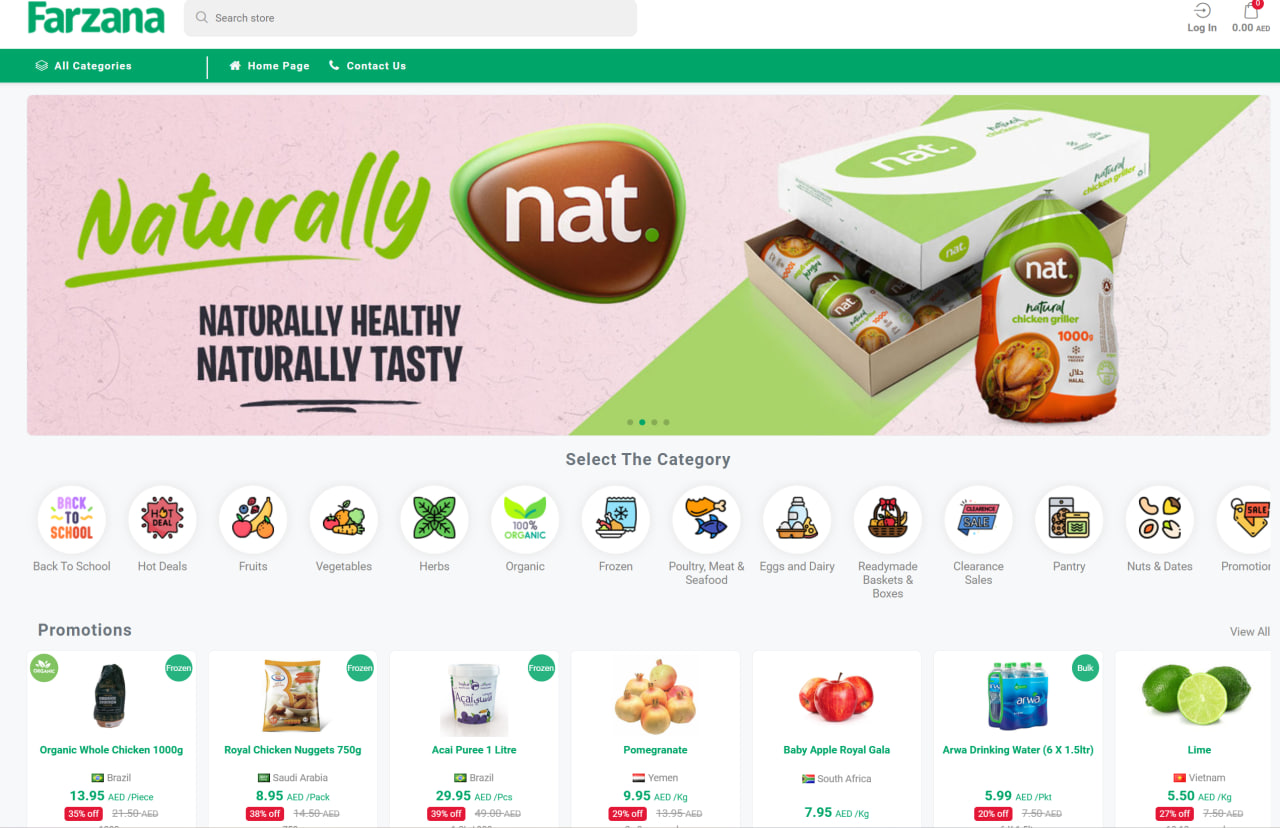 Farzana
Search store
Log In
0
0.00 AED
All Categories
Home Page
Contact Us
Naturally
nat.
NATURALLY HEALTHY
NATURALLY TASTY
nat.
natural
chicken griller
nat.
natural
chicken griller
nat.
nat.
natural
chicken griller
1000g
حلال
HALAL
Select The Category
BACK
TO
SCHOOL
HOT
DEAL
100%
ORGANIC
CLEARANCE
SALE
SALE
Back To School
Hot Deals
Fruits
Vegetables
Herbs
Organic
Frozen
Poultry, Meat &
Seafood
Eggs and Dairy
Readymade
Baskets &
Boxes
Clearance
Sales
Pantry
Nuts & Dates
Promotion
Promotions
View All
ORGANIC
Frozen
Organic Whole Chicken 1000g
Brazil
13.95 AED /Piece
35% off 21.50 AED
Frozen
Royal Chicken Nuggets 750g
Saudi Arabia
8.95 AED /Pack
38% off 14.50 AED
Frozen
Açaí
Acai Puree 1 Litre
Brazil
29.95 AED /Pcs
39% off 49.00 AED
Pomegranate
Yemen
9.95 AED /Kg
29% off 13.95 AED
Baby Apple Royal Gala
South Africa
7.95 AED /Kg
Bulk
arwa
Arwa Drinking Water (6 X 1.5ltr)
5.99 AED /Pkt
20% off 7.50 AED
Lime
Vietnam
5.50 AED /Kg
27% off 7.50 AED